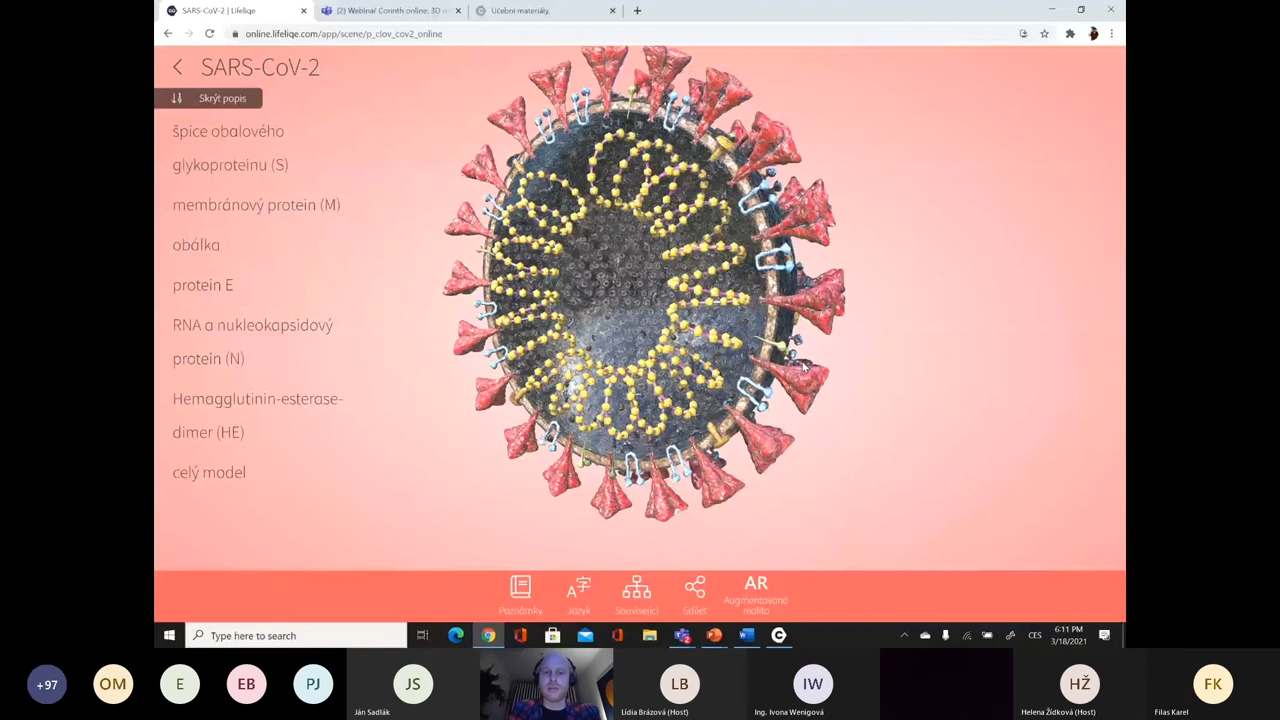 SARS-CoV-2 | Lifeliqe
(2) Webinář Corinth online; 3D
Učební materiály
online.lifeliqe.com/app/scene/p_clov_cov2_online
SARS-CoV-2
Skrýt popis
špice obalového
glykoproteinu (S)
membránový protein (M)
obálka
protein E
RNA a nukleokapsidový
protein (N)
Hemagglutinin-esterase-
dimer (HE)
celý model
AR
Poznámky
Jazyk
Související
Sdílet
Augmentovaná
realita
Type here to search
CES
6:11 PM
3/18/2021
+97
OM
E
EB
PJ
JS
LB
IW
HŽ
FK
Ján Sadlák
Lidia Brázová (Host)
Ing. Ivona Wenigová
Helena Žídková (Host)
Filas Karel